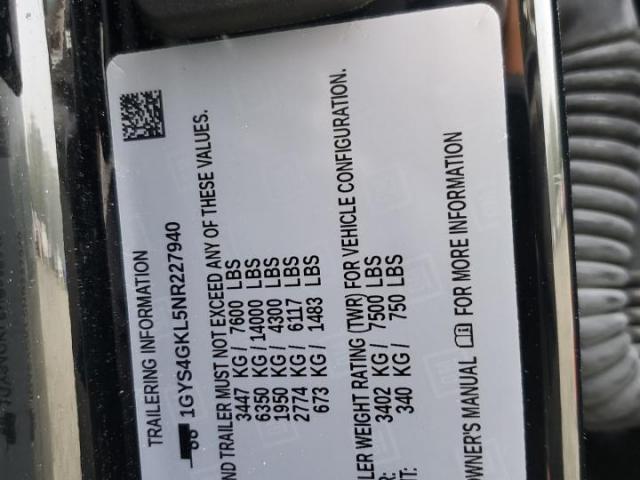 TRAILERING INFORMATION
1GYS4GKL5NR227940
ND TRAILER MUST NOT EXCEED ANY OF THESE VALUES.
3447 KG / 7600 LBS
6350 KG / 14000 LBS
1950 KG / 4300 LBS
2774 KG / 6117 LBS
673 KG / 1483 LBS
LER WEIGHT RATING (TWR) FOR VEHICLE CONFIGURATION.
R: 3402 KG / 7500 LBS
T: 340 KG / 750 LBS
OWNER'S MANUAL FOR MORE INFORMATION